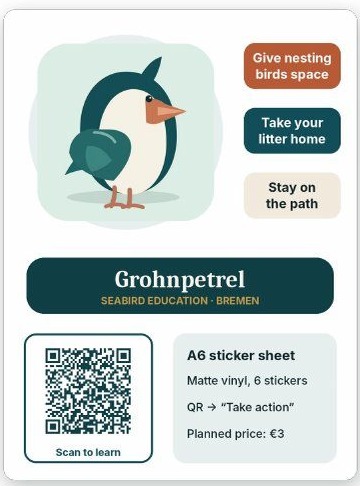 Give nesting
birds space
Take your
litter home
Stay on
the path
Grohnpetrel
SEABIRD EDUCATION · BREMEN
Scan to learn
A6 sticker sheet
Matte vinyl, 6 stickers
QR → “Take action”
Planned price: €3